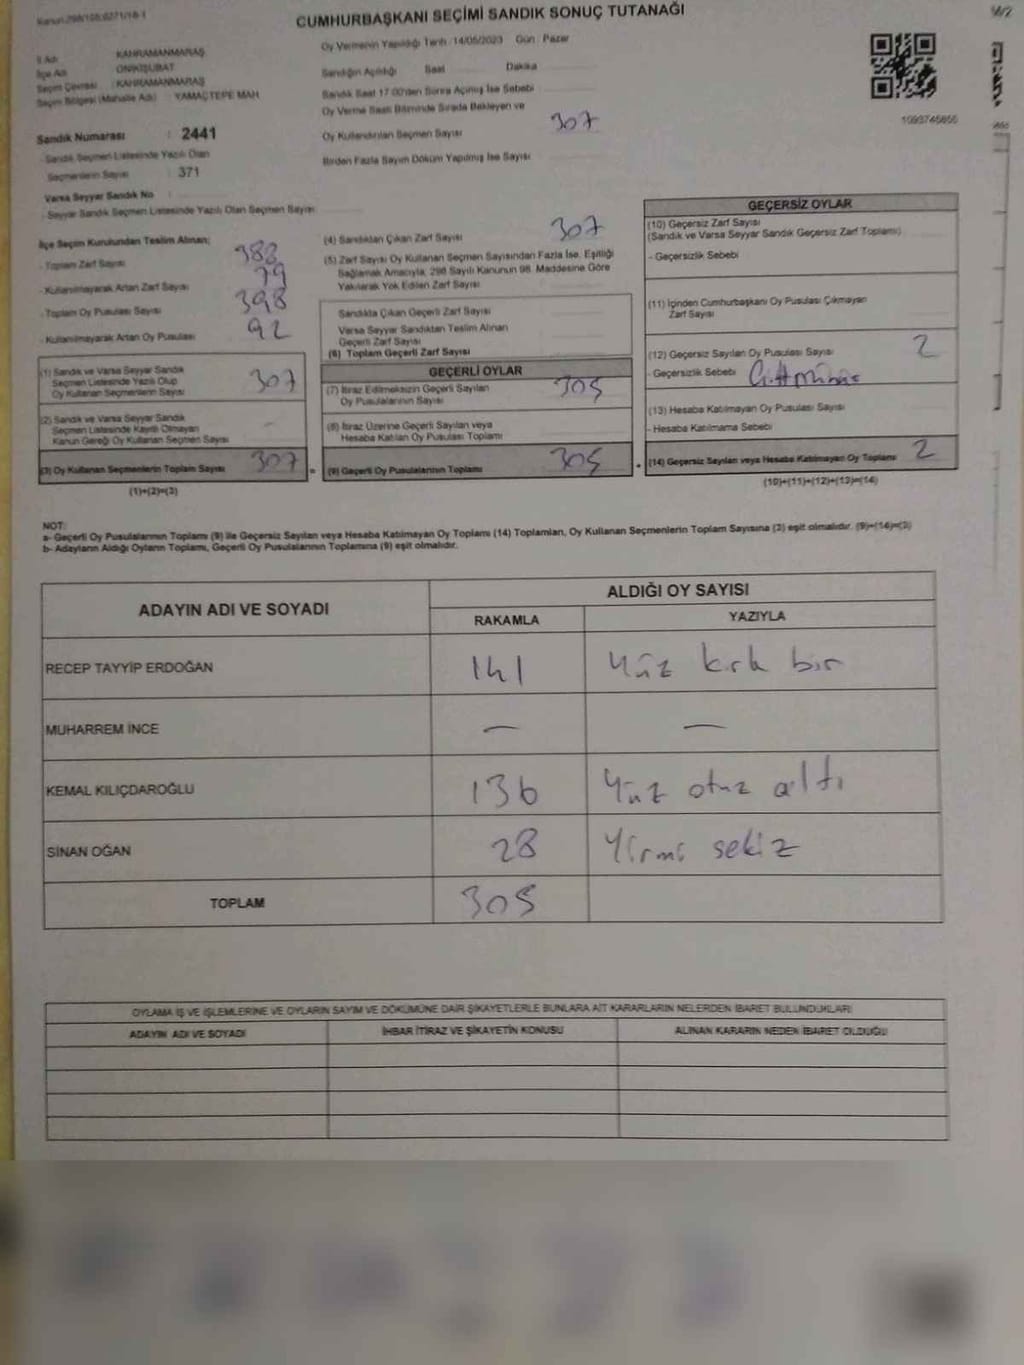 CUMHURBAŞKANI SEÇİMİ SANDIK SONUÇ TUTANAĞI
İl Adı : KAHRAMANMARAŞ
İlçe Adı : ONİKİŞUBAT
Seçim Çevresi : KAHRAMANMARAŞ
Seçim Bölgesi (Mahalle Adı) : YAMAÇTEPE MAH
Sandık Numarası : 2441
- Sandık Seçmen Listesinde Yazılı Olan
Seçmenlerin Sayısı : 371
Varsa Seyyar Sandık No
- Seyyar Sandık Seçmen Listesinde Yazılı Olan Seçmen Sayısı
Oy Vermenin Yapıldığı Tarih : 14/05/2023 Gün : Pazar
Sandığın Açıldığı Saat Dakika
Sandık Saat 17.00'den Sonra Açılmış İse Sebebi
Oy Verme Saati Bitiminde Sırada Bekleyen ve
Oy Kullandırılan Seçmen Sayısı 307
Birden Fazla Sayım Döküm Yapılmış İse Sayısı
1093745855
İlçe Seçim Kurulundan Teslim Alınan;
- Toplam Zarf Sayısı 383
- Kullanılmayarak Artan Zarf Sayısı 79
- Toplam Oy Pusulası Sayısı 398
- Kullanılmayarak Artan Oy Pusulası 92
(1) Sandık ve Varsa Seyyar Sandık
Seçmen Listesinde Yazılı Olup
Oy Kullanan Seçmenlerin Sayısı 307
(2) Sandık ve Varsa Seyyar Sandık
Seçmen Listesinde Kayıtlı Olmayan
Kanun Gereği Oy Kullanan Seçmen Sayısı -
(3) Oy Kullanan Seçmenlerin Toplam Sayısı 307
(1)+(2)=(3)
(4) Sandıktan Çıkan Zarf Sayısı 307
(5) Zarf Sayısı Oy Kullanan Seçmen Sayısından Fazla İse, Eşitliği
Sağlamak Amacıyla, 298 Sayılı Kanunun 98. Maddesine Göre
Yakılarak Yok Edilen Zarf Sayısı
Sandıkta Çıkan Geçerli Zarf Sayısı
Varsa Seyyar Sandıktan Teslim Alınan
Geçerli Zarf Sayısı
(6) Toplam Geçerli Zarf Sayısı
GEÇERLİ OYLAR
(7) İtiraz Edilmeksizin Geçerli Sayılan
Oy Pusulalarının Sayısı 305
(8) İtiraz Üzerine Geçerli Sayılan veya
Hesaba Katılan Oy Pusulası Toplamı
(9) Geçerli Oy Pusulalarının Toplamı 305
GEÇERSİZ OYLAR
(10) Geçersiz Zarf Sayısı
(Sandık ve Varsa Seyyar Sandık Geçersiz Zarf Toplamı)
- Geçersizlik Sebebi
(11) İçinden Cumhurbaşkanı Oy Pusulası Çıkmayan
Zarf Sayısı
(12) Geçersiz Sayılan Oy Pusulası Sayısı 2
- Geçersizlik Sebebi
(13) Hesaba Katılmayan Oy Pusulası Sayısı
- Hesaba Katılmama Sebebi
(14) Geçersiz Sayılan veya Hesaba Katılmayan Oy Toplamı 2
(10)+(11)+(12)+(13)=(14)
NOT:
a- Geçerli Oy Pusulalarının Toplamı (9) ile Geçersiz Sayılan veya Hesaba Katılmayan Oy Toplamı (14) Toplamları, Oy Kullanan Seçmenlerin Toplam Sayısına (3) eşit olmalıdır. (9)+(14)=(3)
b- Adayların Aldığı Oyların Toplamı, Geçerli Oy Pusulalarının Toplamına (9) eşit olmalıdır.
ADAYIN ADI VE SOYADI ALDIĞI OY SAYISI
RAKAMLA YAZIYLA
RECEP TAYYİP ERDOĞAN 141 Yüz kırk bir
MUHARREM İNCE — —
KEMAL KILIÇDAROĞLU 136 Yüz otuz altı
SİNAN OĞAN 28 Yirmi sekiz
TOPLAM 305
OYLAMA İŞ VE İŞLEMLERİNE VE OYLARIN SAYIM VE DÖKÜMÜNE DAİR ŞİKAYETLERLE BUNLARA AİT KARARLARIN NELERDEN İBARET BULUNDUKLARI
ADAYIN ADI VE SOYADI İHBAR İTİRAZ VE ŞİKAYETİN KONUSU ALINAN KARARIN NEDEN İBARET OLDUĞU